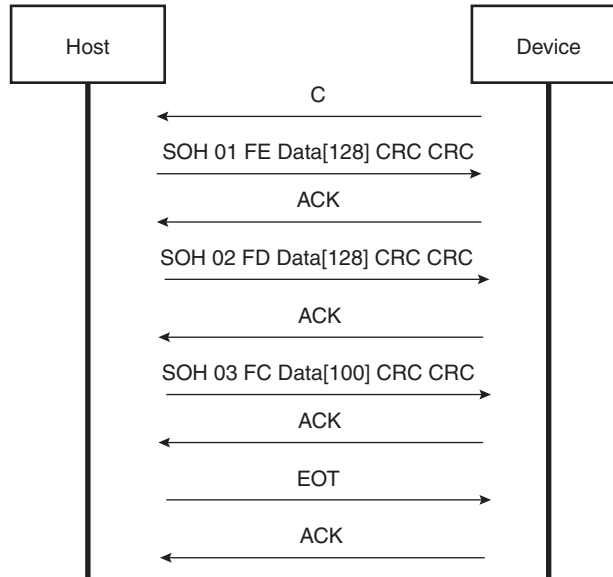 Host
Device
C
SOH 01 FE Data[128] CRC CRC
ACK
SOH 02 FD Data[128] CRC CRC
ACK
SOH 03 FC Data[100] CRC CRC
ACK
EOT
ACK